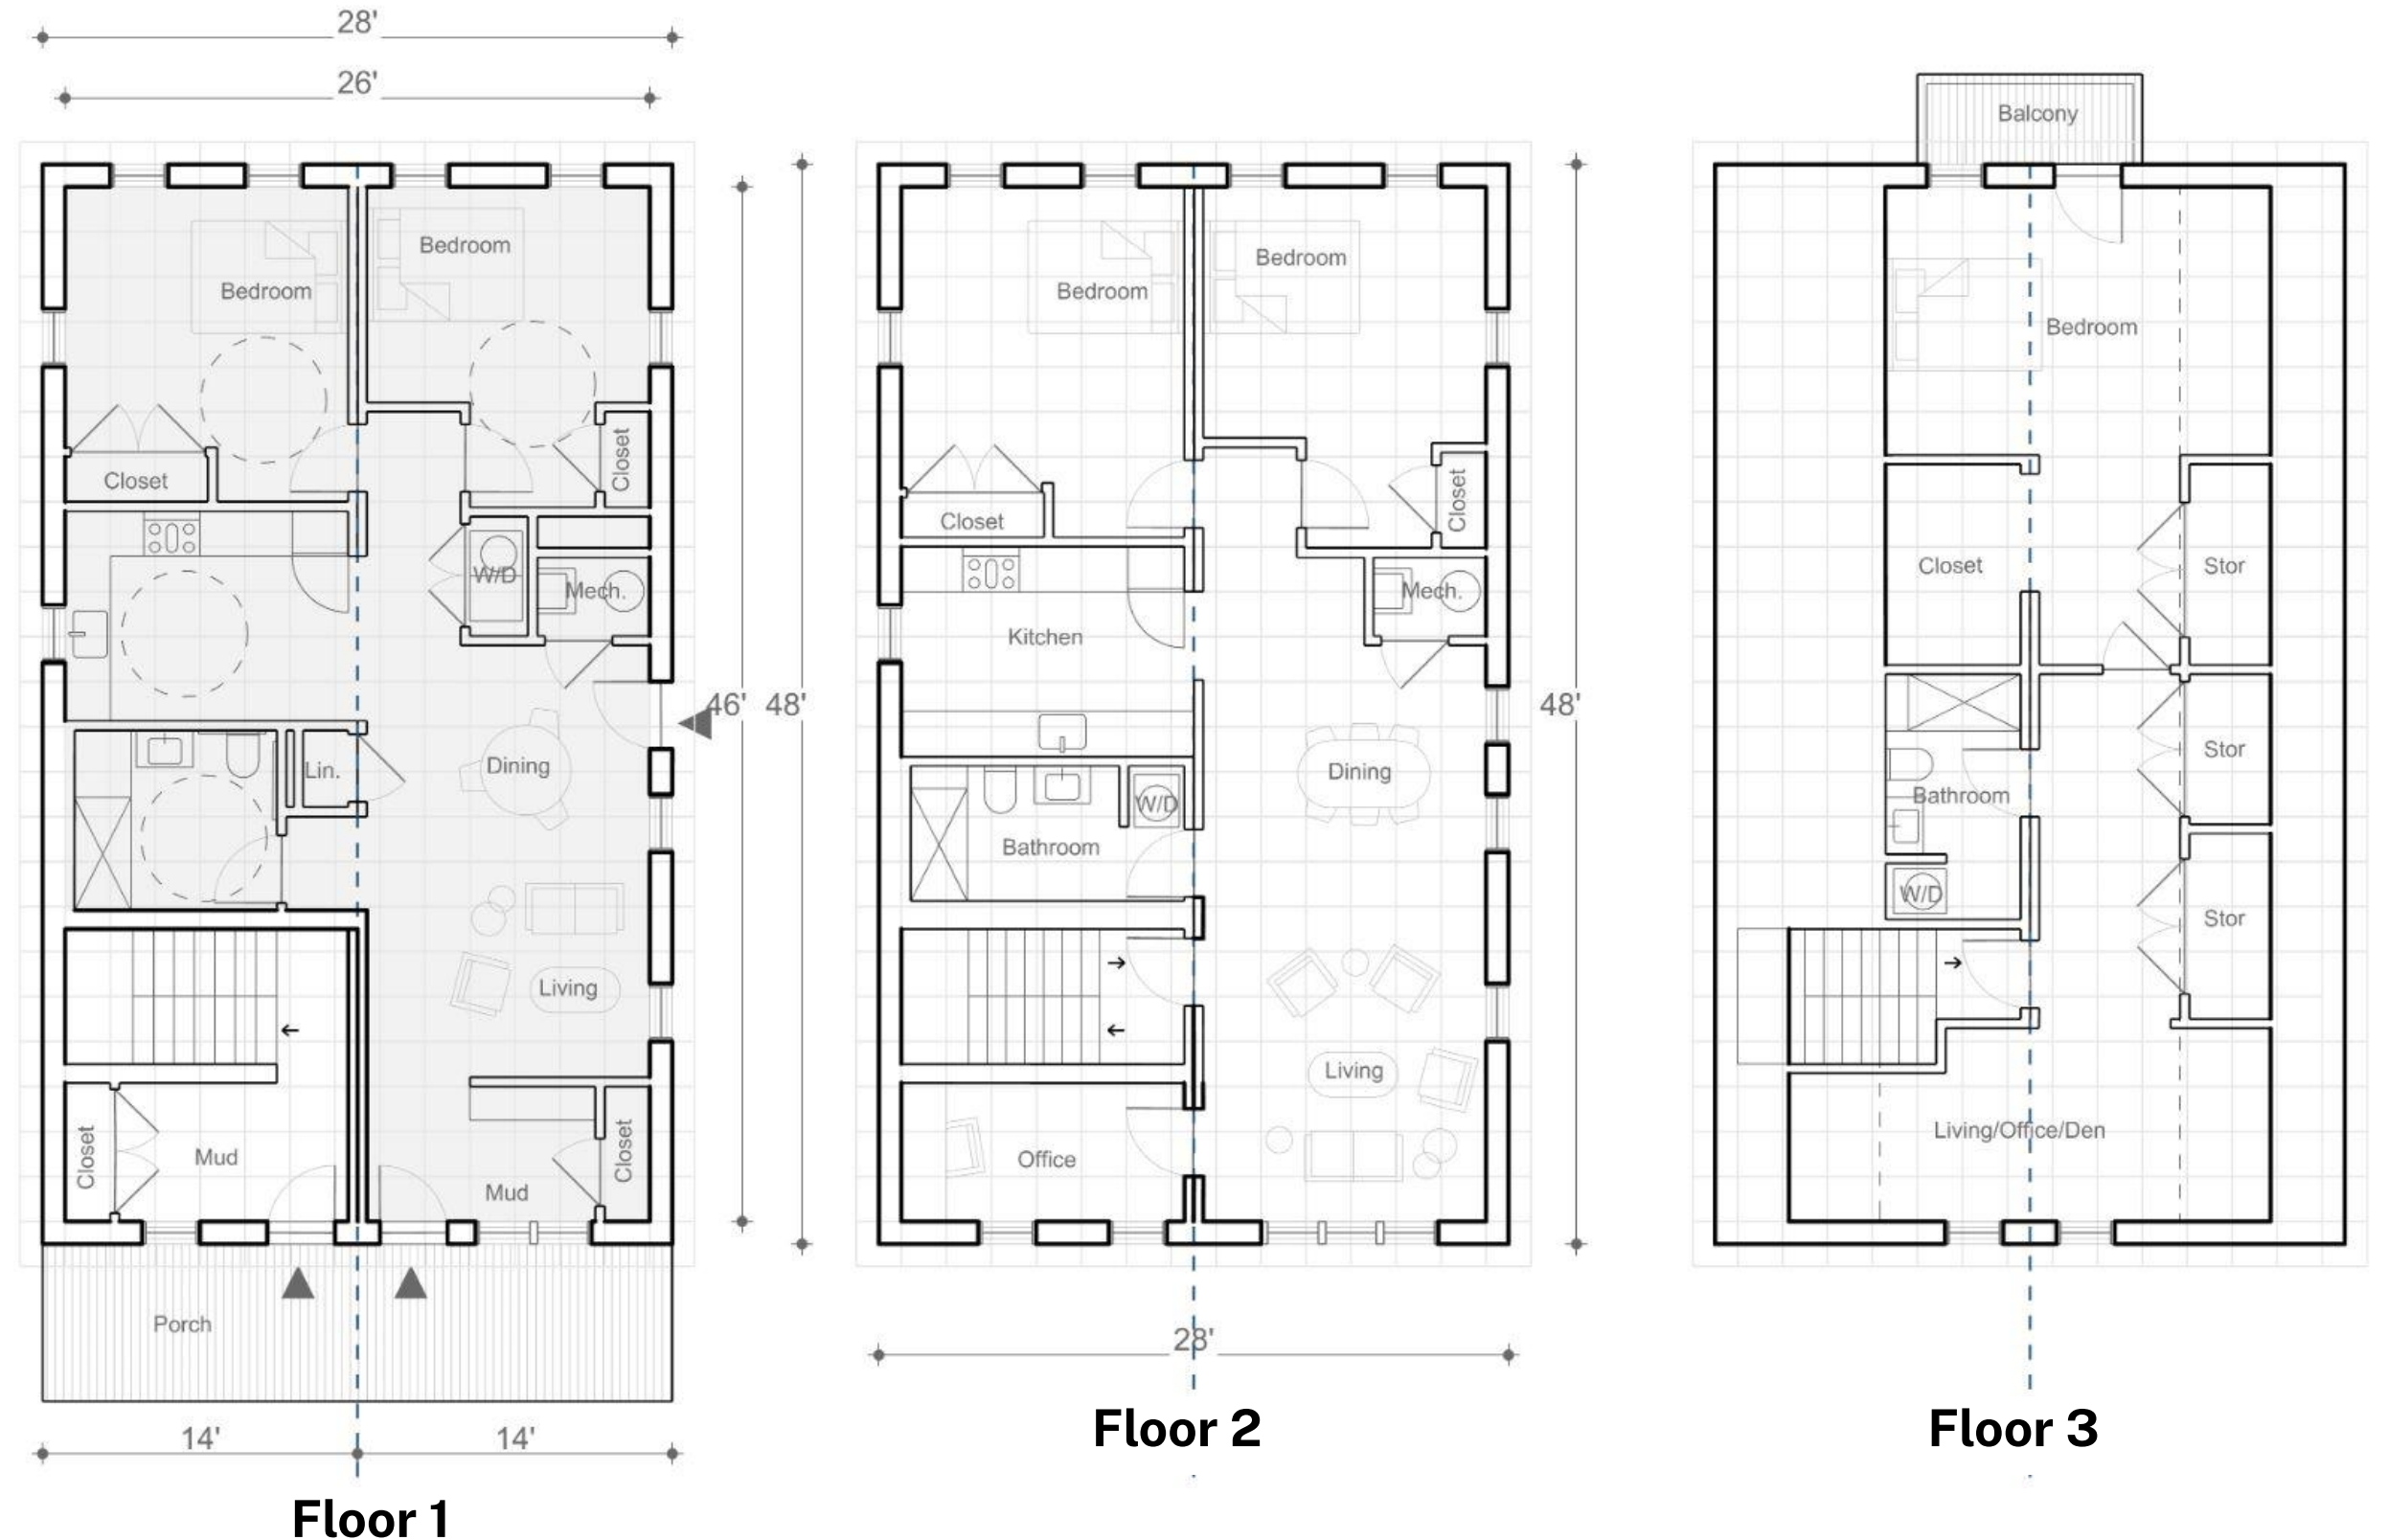 28'
26'
Bedroom
Bedroom
Closet
Closet
W/D
Mech.
46'
48'
Lin.
Dining
Living
Closet
Mud
Mud
Closet
Porch
14'
14'
Floor 1
Bedroom
Bedroom
Closet
Closet
Mech.
Kitchen
48'
Dining
W/D
Bathroom
Living
Office
28'
Floor 2
Balcony
Bedroom
Closet
Stor
Stor
Bathroom
W/D
Stor
Living/Office/Den
Floor 3